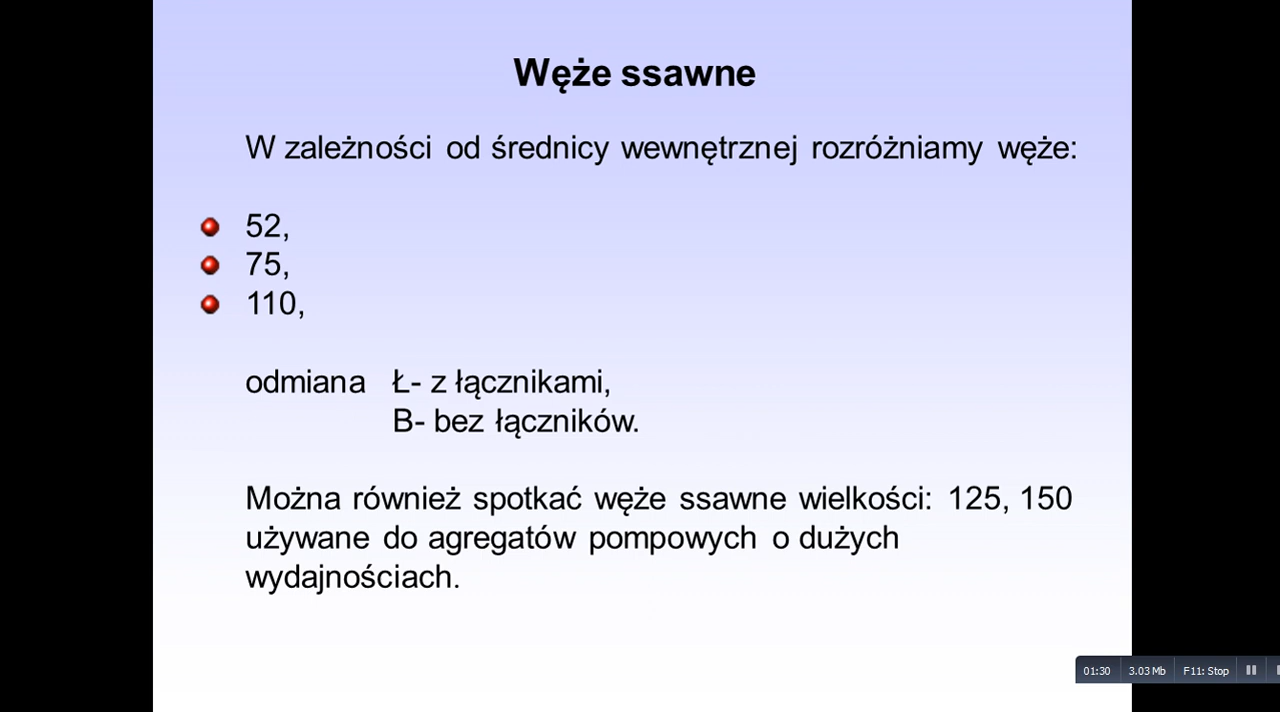 Węże ssawne
W zależności od średnicy wewnętrznej rozróżniamy węże:
52,
75,
110,
odmiana Ł- z łącznikami,
B- bez łączników.
Można również spotkać węże ssawne wielkości: 125, 150
używane do agregatów pompowych o dużych
wydajnościach.
01:30 3.03 Mb F11: Stop